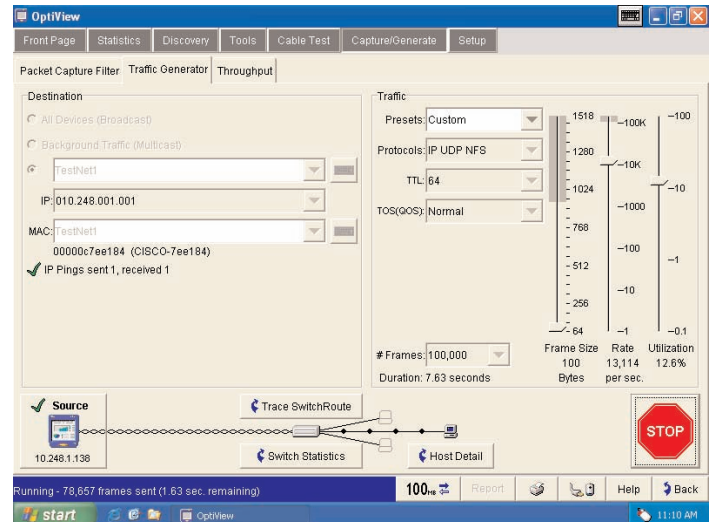 OptiView
Front Page Statistics Discovery Tools Cable Test Capture/Generate Setup
Packet Capture Filter Traffic Generator Throughput
Destination
All Devices (Broadcast)
Background Traffic (Multicast)
TestNet1
IP: 010.248.001.001
MAC: TestNet1
00000c7ee184 (CISCO-7ee184)
IP Pings sent 1, received 1
Traffic
Presets: Custom
Protocols: IP UDP NFS
TTL: 64
TOS(QOS): Normal
# Frames: 100,000
Duration: 7.63 seconds
1518
1280
1024
768
512
256
64
Frame Size
100
Bytes
100K
10K
1000
100
10
1
Rate
13,114
per sec.
100
10
1
0.1
Utilization
12.6%
Source
10.248.1.138
Trace SwitchRoute
Switch Statistics
Host Detail
STOP
Running - 78,657 frames sent (1.63 sec. remaining)
100 Report Help Back
start OptiView 11:10 AM